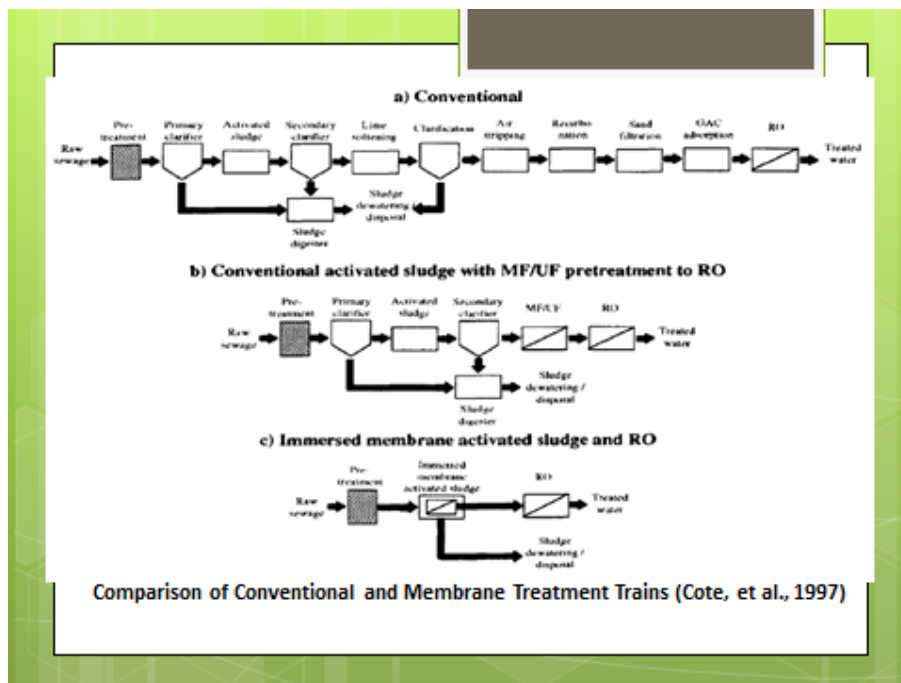 a) Conventional
Pre-
treatment
Primary
clarifier
Activated
sludge
Secondary
clarifier
Lime
softening
Clarification
Air
stripping
Recarbo-
nation
Sand
filtration
GAC
adsorption
RO
Raw
sewage
Treated
water
Sludge
digester
Sludge
dewatering /
disposal
b) Conventional activated sludge with MF/UF pretreatment to RO
Pre-
treatment
Primary
clarifier
Activated
sludge
Secondary
clarifier
MF/UF
RO
Raw
sewage
Treated
water
Sludge
digester
Sludge
dewatering /
disposal
c) Immersed membrane activated sludge and RO
Pre-
treatment
Immersed
membrane
activated sludge
RO
Raw
sewage
Treated
water
Sludge
dewatering /
disposal
Comparison of Conventional and Membrane Treatment Trains (Cote, et al., 1997)